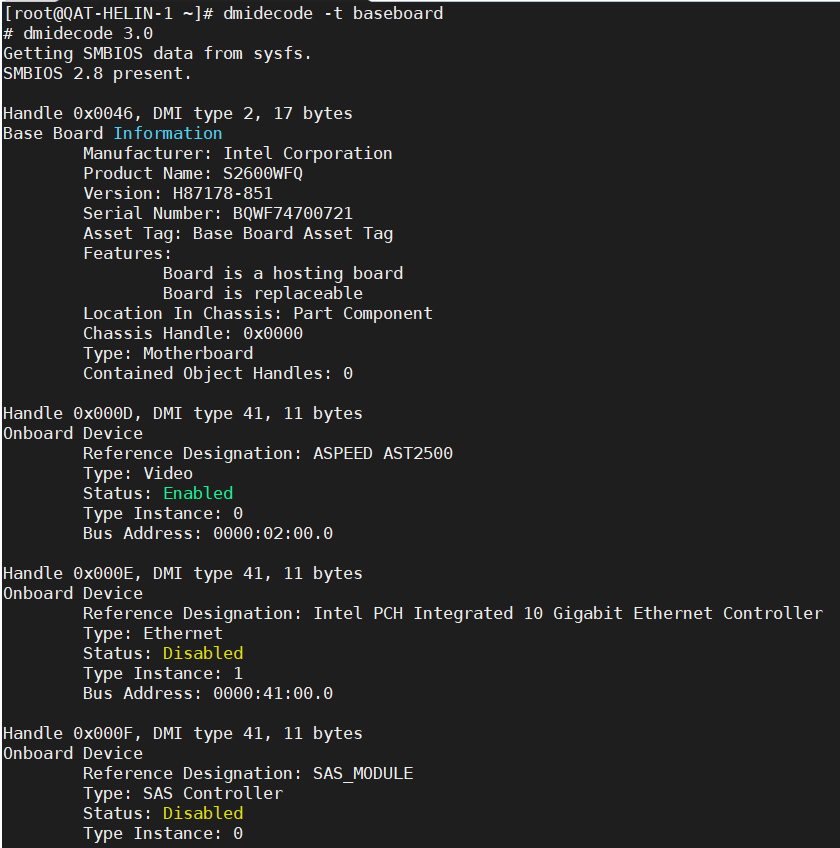 [root@QAT-HELIN-1 ~]# dmidecode -t baseboard
# dmidecode 3.0
Getting SMBIOS data from sysfs.
SMBIOS 2.8 present.

Handle 0x0046, DMI type 2, 17 bytes
Base Board Information
        Manufacturer: Intel Corporation
        Product Name: S2600WFQ
        Version: H87178-851
        Serial Number: BQWF74700721
        Asset Tag: Base Board Asset Tag
        Features:
                Board is a hosting board
                Board is replaceable
        Location In Chassis: Part Component
        Chassis Handle: 0x0000
        Type: Motherboard
        Contained Object Handles: 0

Handle 0x000D, DMI type 41, 11 bytes
Onboard Device
        Reference Designation: ASPEED AST2500
        Type: Video
        Status: Enabled
        Type Instance: 0
        Bus Address: 0000:02:00.0

Handle 0x000E, DMI type 41, 11 bytes
Onboard Device
        Reference Designation: Intel PCH Integrated 10 Gigabit Ethernet Controller
        Type: Ethernet
        Status: Disabled
        Type Instance: 1
        Bus Address: 0000:41:00.0

Handle 0x000F, DMI type 41, 11 bytes
Onboard Device
        Reference Designation: SAS_MODULE
        Type: SAS Controller
        Status: Disabled
        Type Instance: 0